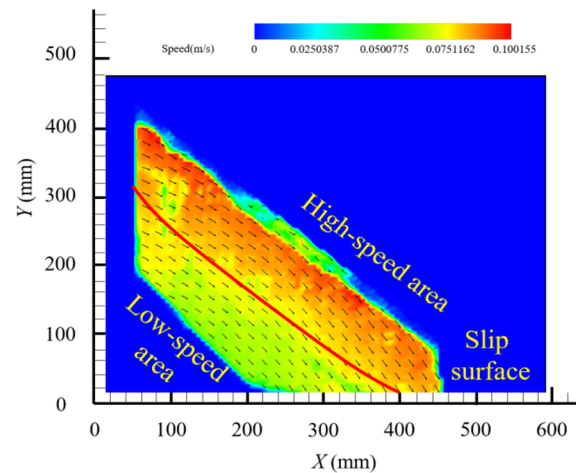 Speed(m/s)
0 0.0250387 0.0500775 0.0751162 0.100155
500
400
300
200
100
0
Y (mm)
High-speed area
Low-speed
area
Slip
surface
0 100 200 300 400 500 600
X (mm)